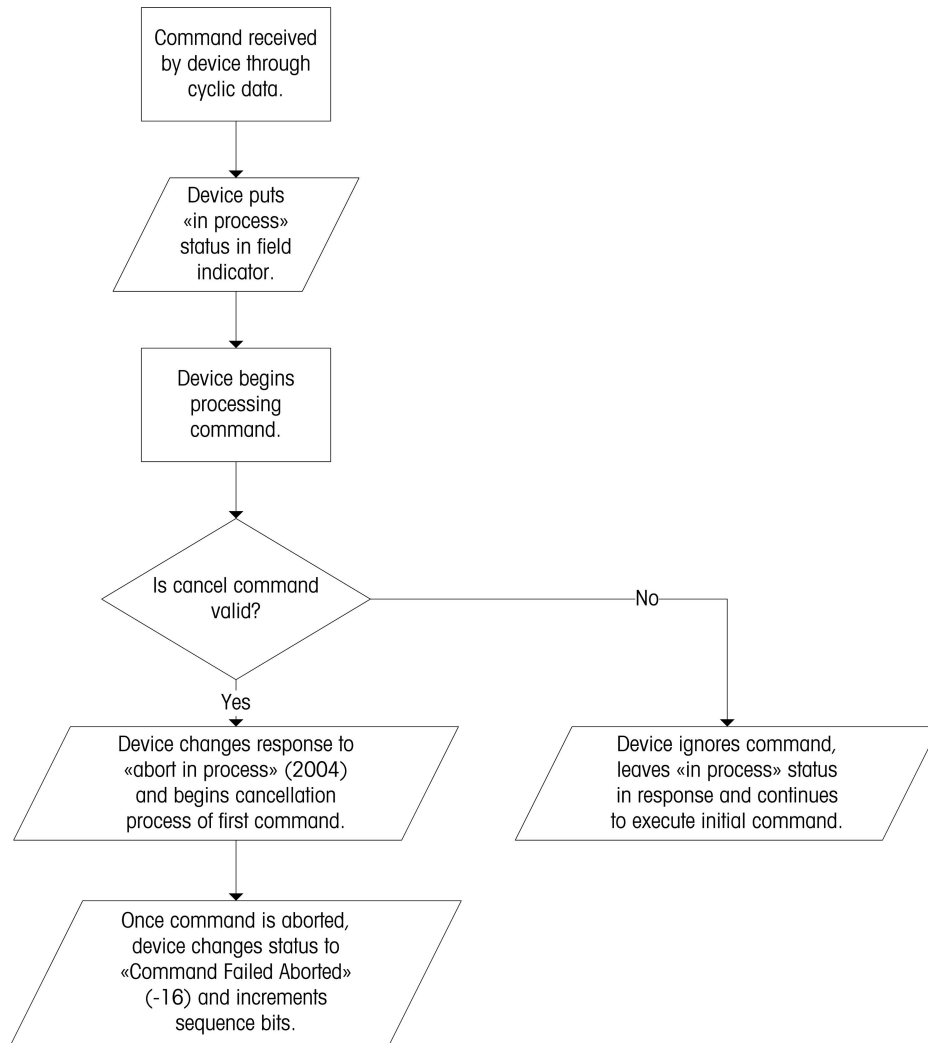 Command received
by device through
cyclic data.
Device puts
«in process»
status in field
indicator.
Device begins
processing
command.
Is cancel command
valid?
No
Yes
Device changes response to
«abort in process» (2004)
and begins cancellation
process of first command.
Device ignores command,
leaves «in process» status
in response and continues
to execute initial command.
Once command is aborted,
device changes status to
«Command Failed Aborted»
(-16) and increments
sequence bits.